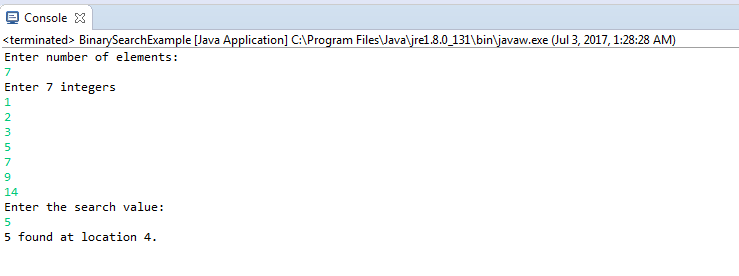 Console
<terminated> BinarySearchExample [Java Application] C:\Program Files\Java\jre1.8.0_131\bin\javaw.exe (Jul 3, 2017, 1:28:28 AM)
Enter number of elements:
7
Enter 7 integers
1
2
3
5
7
9
14
Enter the search value:
5
5 found at location 4.